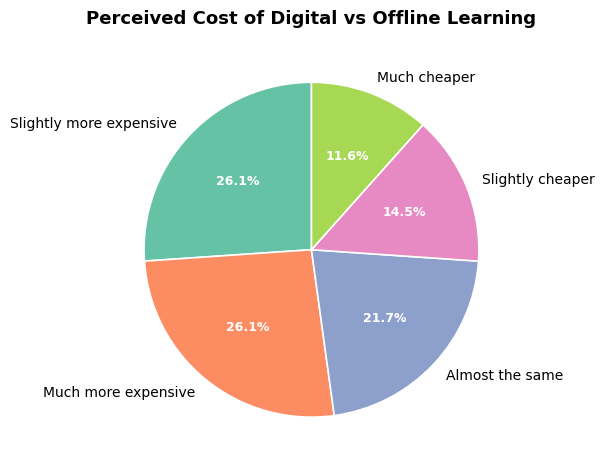 Perceived Cost of Digital vs Offline Learning
Much cheaper
Slightly more expensive
11.6%
26.1%
Slightly cheaper
14.5%
21.7%
26.1%
Almost the same
Much more expensive